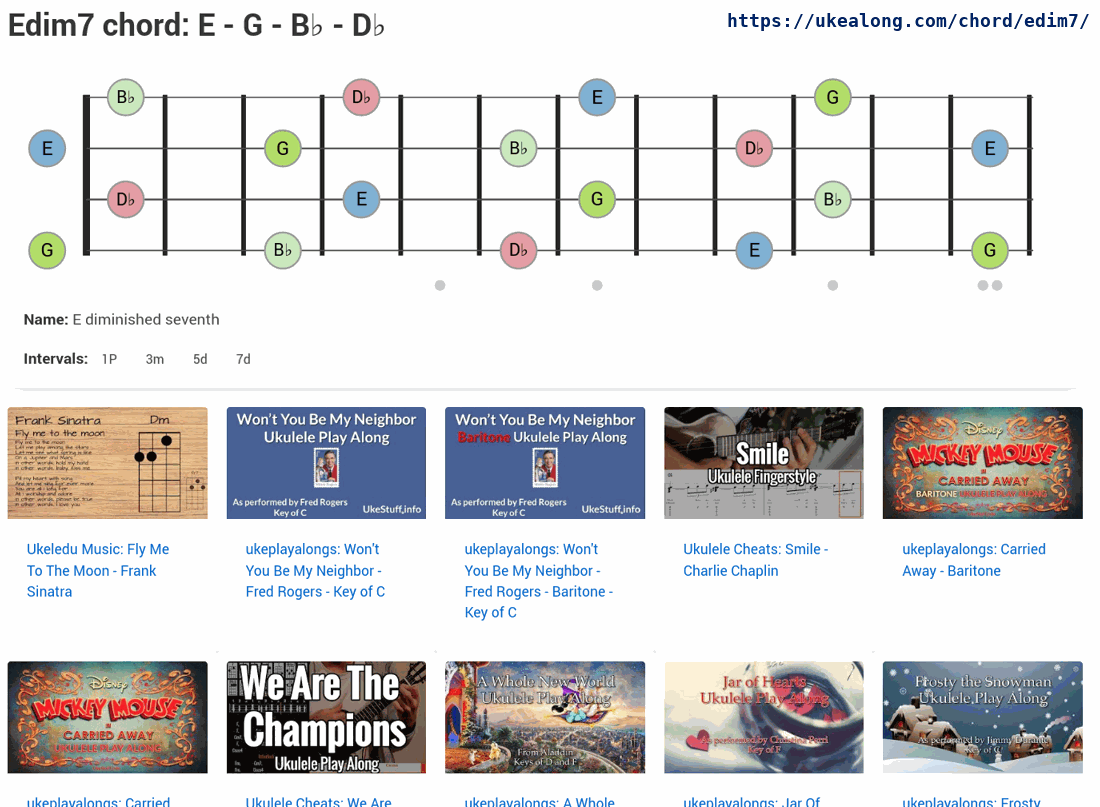 Edim7 chord: E - G - B♭ - D♭
https://ukealong.com/chord/edim7/
B♭ D♭ E G
E G B♭ D♭ E
D♭ E G B♭
G B♭ D♭ E G
Name: E diminished seventh
Intervals: 1P 3m 5d 7d
Frank Sinatra
Dm
Fly me to the moon
Won't You Be My Neighbor
Ukulele Play Along
As performed by Fred Rogers
Key of C
UkeStuff,info
Won't You Be My Neighbor
Baritone Ukulele Play Along
As performed by Fred Rogers
Key of C
UkeStuff,info
Smile
Ukulele Fingerstyle
Disney
MICKEY MOUSE
IN
CARRIED AWAY
BARITONE UKULELE PLAY ALONG
Ukeledu Music: Fly Me
To The Moon - Frank
Sinatra
ukeplayalongs: Won't
You Be My Neighbor -
Fred Rogers - Key of C
ukeplayalongs: Won't
You Be My Neighbor -
Fred Rogers - Baritone -
Key of C
Ukulele Cheats: Smile -
Charlie Chaplin
ukeplayalongs: Carried
Away - Baritone
Disney
MICKEY MOUSE
IN
CARRIED AWAY
UKULELE PLAY ALONG
We Are The
Champions
Ukulele Play Along
A Whole New World
Ukulele Play Along
From Aladdin
Keys of D and F
Jar of Hearts
Ukulele Play Along
As performed by Christina Perri
Key of F
Frosty the Snowman
Ukulele Play Along
As performed by Jimmy Durante
Key of C
ukeplayalongs: Carried
Ukulele Cheats: We Are
ukeplayalongs: A Whole
ukeplayalongs: Jar Of
ukeplayalongs: Frosty